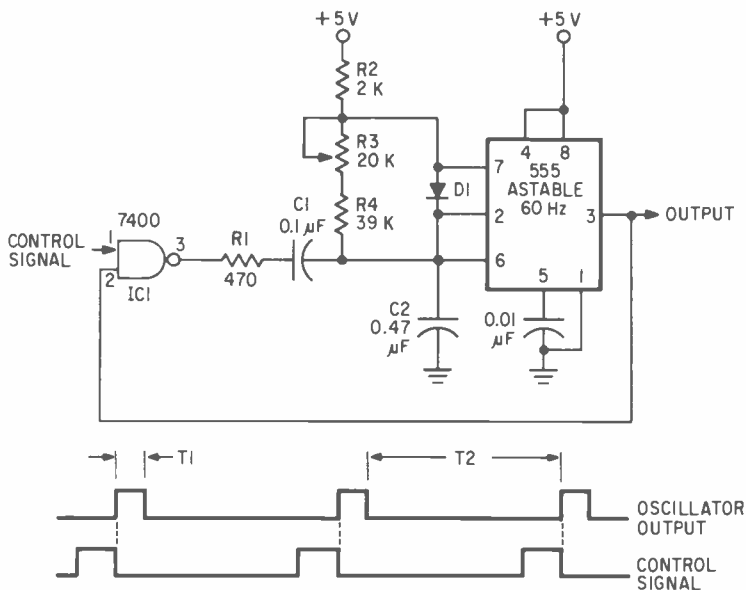 +5V
+5V
R2
2 K
R3
20 K
R4
39 K
C1
0.1 μF
7400
CONTROL
SIGNAL
1
2
3
IC1
R1
470
D1
4
8
7
2
6
3
5
1
555
ASTABLE
60 Hz
OUTPUT
C2
0.47
μF
0.01
μF
T1
T2
OSCILLATOR
OUTPUT
CONTROL
SIGNAL